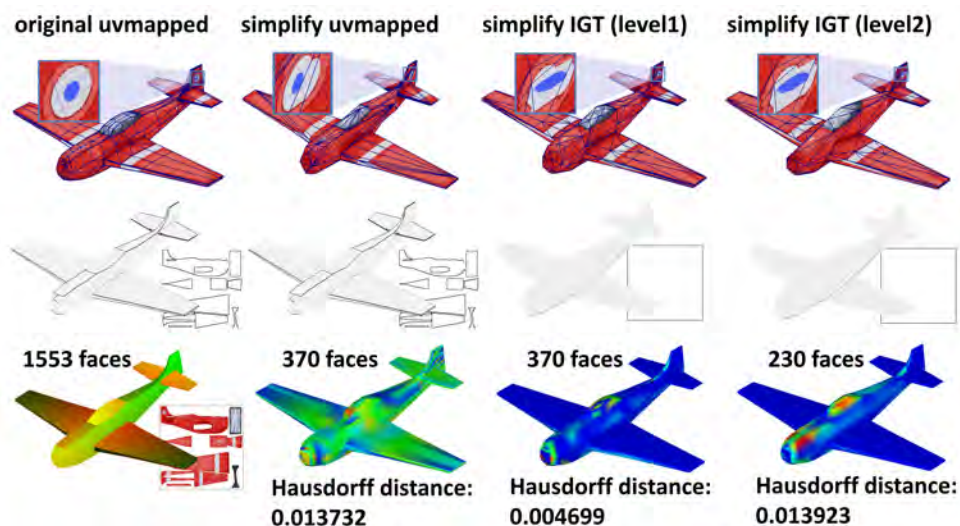 original uvmapped
simplify uvmapped
simplify IGT (level1)
simplify IGT (level2)
1553 faces
370 faces
370 faces
230 faces
Hausdorff distance:
0.013732
Hausdorff distance:
0.004699
Hausdorff distance:
0.013923